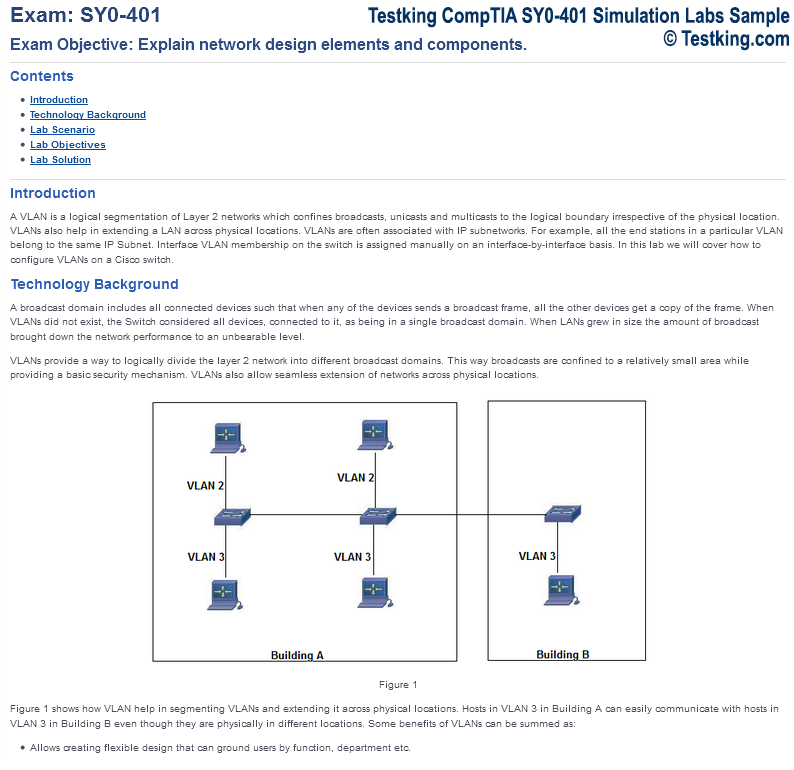 Exam: SY0-401
Testking CompTIA SY0-401 Simulation Labs Sample
© Testking.com
Exam Objective: Explain network design elements and components.
Contents
Introduction
Technology Background
Lab Scenario
Lab Objectives
Lab Solution
Introduction
A VLAN is a logical segmentation of Layer 2 networks which confines broadcasts, unicasts and multicasts to the logical boundary irrespective of the physical location.
VLANs also help in extending a LAN across physical locations. VLANs are often associated with IP subnetworks. For example, all the end stations in a particular VLAN
belong to the same IP Subnet. Interface VLAN membership on the switch is assigned manually on an interface-by-interface basis. In this lab we will cover how to
configure VLANs on a Cisco switch.
Technology Background
A broadcast domain includes all connected devices such that when any of the devices sends a broadcast frame, all the other devices get a copy of the frame. When
VLANs did not exist, the Switch considered all devices, connected to it, as being in a single broadcast domain. When LANs grew in size the amount of broadcast
brought down the network performance to an unbearable level.
VLANs provide a way to logically divide the layer 2 network into different broadcast domains. This way broadcasts are confined to a relatively small area while
providing a basic security mechanism. VLANs also allow seamless extension of networks across physical locations.
VLAN 2
VLAN 2
VLAN 3
VLAN 3
VLAN 3
Building A
Building B
Figure 1
Figure 1 shows how VLAN help in segmenting VLANs and extending it across physical locations. Hosts in VLAN 3 in Building A can easily communicate with hosts in
VLAN 3 in Building B even though they are physically in different locations. Some benefits of VLANs can be summed as:
Allows creating flexible design that can ground users by function, department etc.